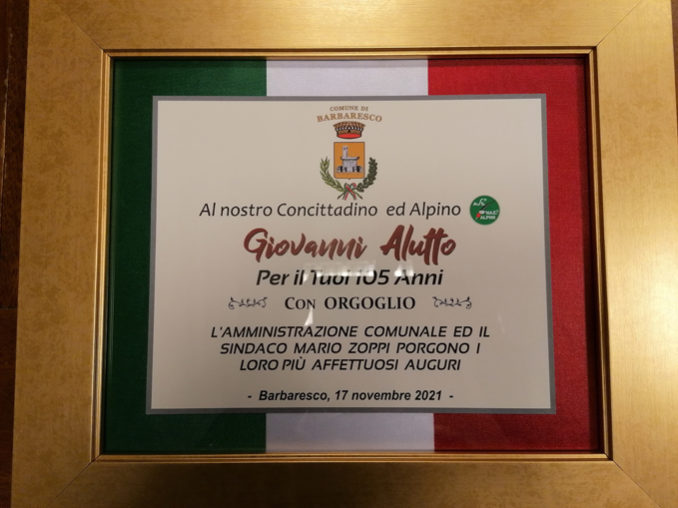 COMUNE DI
BARBARESCO
Al nostro Concittadino ed Alpino
Giovanni Alutto
Per il Tuoi 105 Anni
CON ORGOGLIO
L'AMMINISTRAZIONE COMUNALE ED IL
SINDACO MARIO ZOPPI PORGONO I
LORO PIÙ AFFETTUOSI AUGURI
- Barbaresco, 17 novembre 2021 -